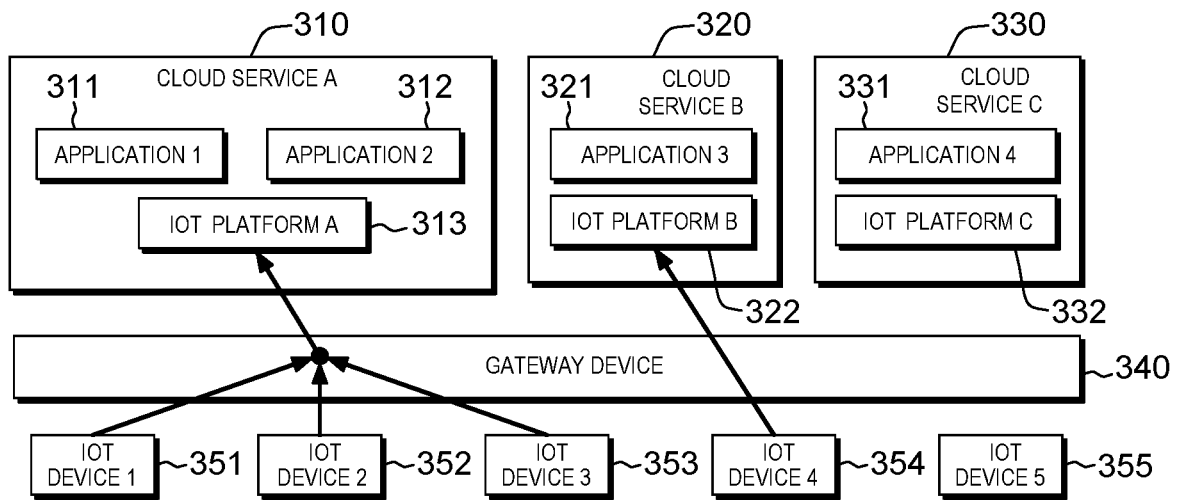 310
320
330
CLOUD SERVICE A
311
312
APPLICATION 1
APPLICATION 2
IOT PLATFORM A
313
CLOUD
SERVICE B
321
APPLICATION 3
IOT PLATFORM B
322
CLOUD
SERVICE C
331
APPLICATION 4
IOT PLATFORM C
332
GATEWAY DEVICE
340
IOT
DEVICE 1
351
IOT
DEVICE 2
352
IOT
DEVICE 3
353
IOT
DEVICE 4
354
IOT
DEVICE 5
355